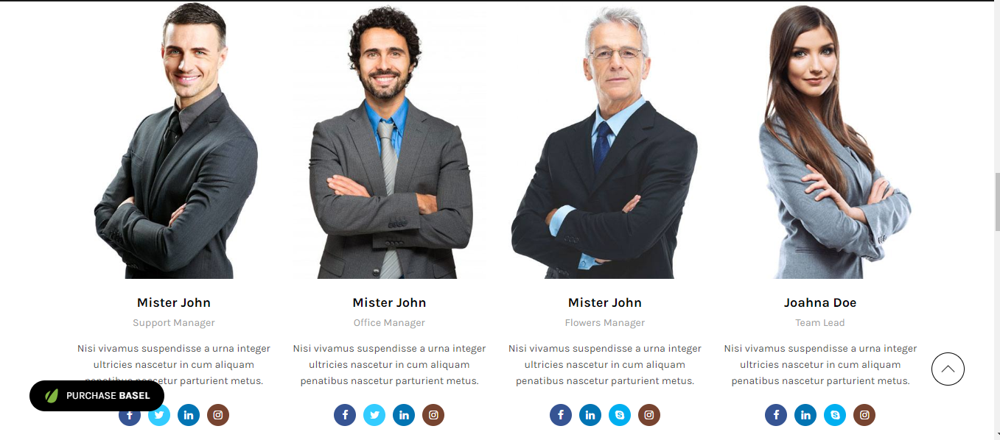 Mister John
Support Manager
Nisi vivamus suspendisse a urna integer
ultricies nascetur in cum aliquam
nascetur parturient metus.
Mister John
Office Manager
Nisi vivamus suspendisse a urna integer
ultricies nascetur in cum aliquam
penatibus nascetur parturient metus.
Mister John
Flowers Manager
Nisi vivamus suspendisse a urna integer
ultricies nascetur in cum aliquam
penatibus nascetur parturient metus.
Joahna Doe
Team Lead
Nisi vivamus suspendisse a urna integer
ultricies nascetur in cum aliquam
penatibus nascetur parturient metus.
PURCHASE BASEL